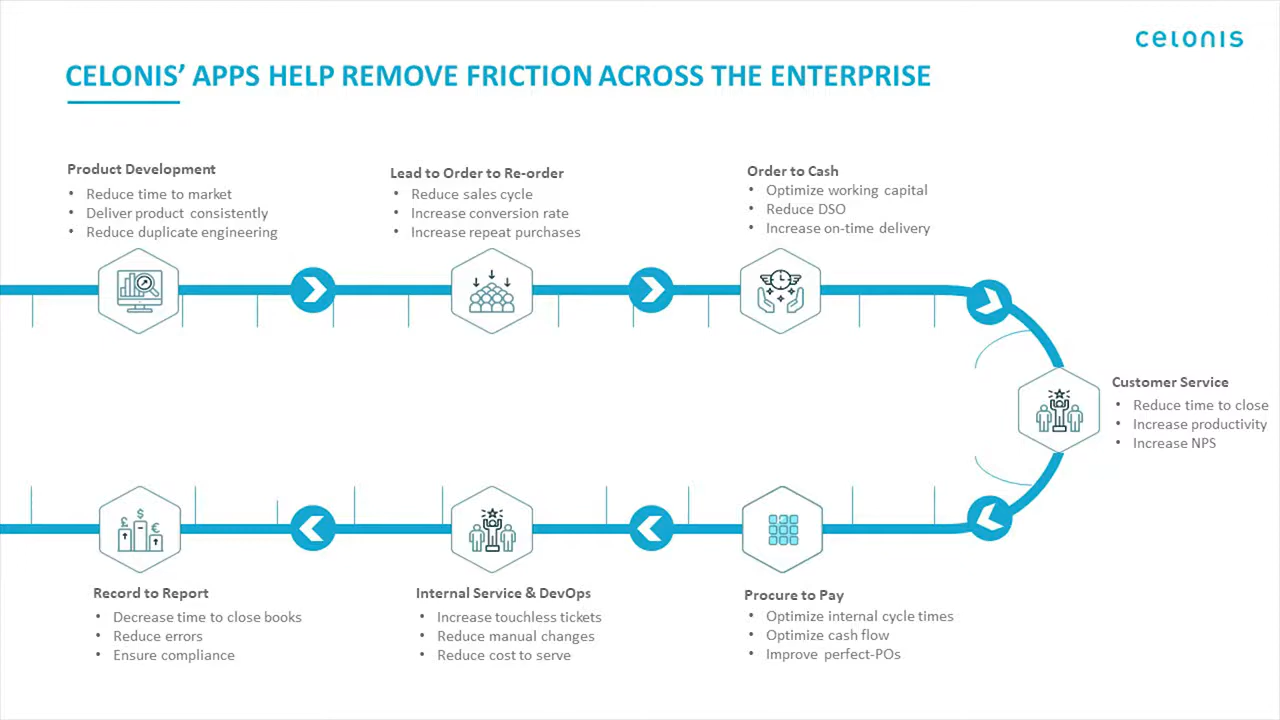 celonis
CELONIS’ APPS HELP REMOVE FRICTION ACROSS THE ENTERPRISE
Product Development
• Reduce time to market
• Deliver product consistently
• Reduce duplicate engineering
Lead to Order to Re-order
• Reduce sales cycle
• Increase conversion rate
• Increase repeat purchases
Order to Cash
• Optimize working capital
• Reduce DSO
• Increase on-time delivery
Customer Service
• Reduce time to close
• Increase productivity
• Increase NPS
£ $ €
Record to Report
• Decrease time to close books
• Reduce errors
• Ensure compliance
Internal Service & DevOps
• Increase touchless tickets
• Reduce manual changes
• Reduce cost to serve
Procure to Pay
• Optimize internal cycle times
• Optimize cash flow
• Improve perfect-POs